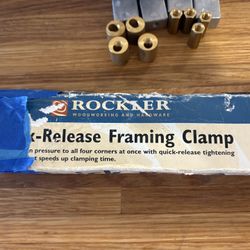 ROCKLER
WOODWORKING AND HARDWARE
k-Release Framing Clamp
n pressure to all four corners at once with quick-release tightening
t speeds up clamping time.